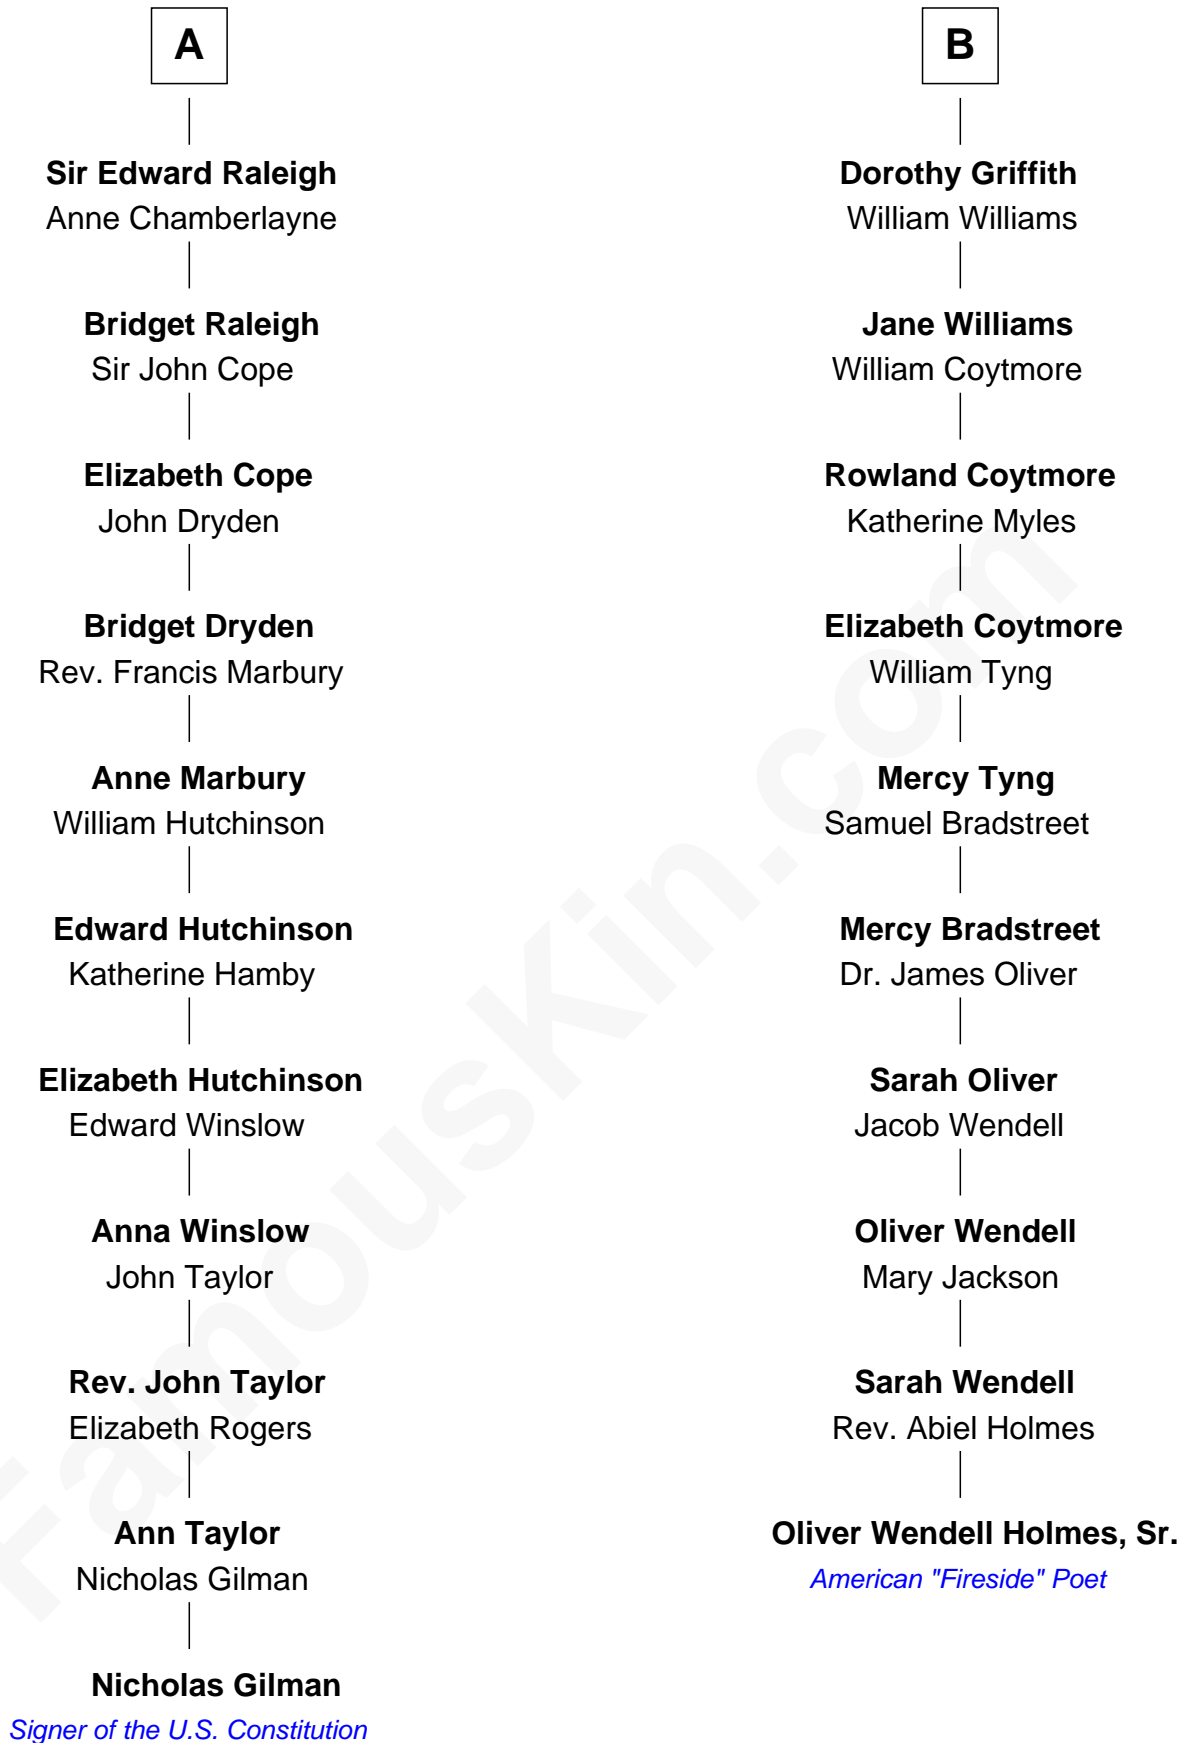 A
Sir Edward Raleigh
Anne Chamberlayne
Bridget Raleigh
Sir John Cope
Elizabeth Cope
John Dryden
Bridget Dryden
Rev. Francis Marbury
Anne Marbury
William Hutchinson
Edward Hutchinson
Katherine Hamby
Elizabeth Hutchinson
Edward Winslow
Anna Winslow
John Taylor
Rev. John Taylor
Elizabeth Rogers
Ann Taylor
Nicholas Gilman
Nicholas Gilman
Signer of the U.S. Constitution
B
Dorothy Griffith
William Williams
Jane Williams
William Coytmore
Rowland Coytmore
Katherine Myles
Elizabeth Coytmore
William Tyng
Mercy Tyng
Samuel Bradstreet
Mercy Bradstreet
Dr. James Oliver
Sarah Oliver
Jacob Wendell
Oliver Wendell
Mary Jackson
Sarah Wendell
Rev. Abiel Holmes
Oliver Wendell Holmes, Sr.
American "Fireside" Poet
FamousKin.com